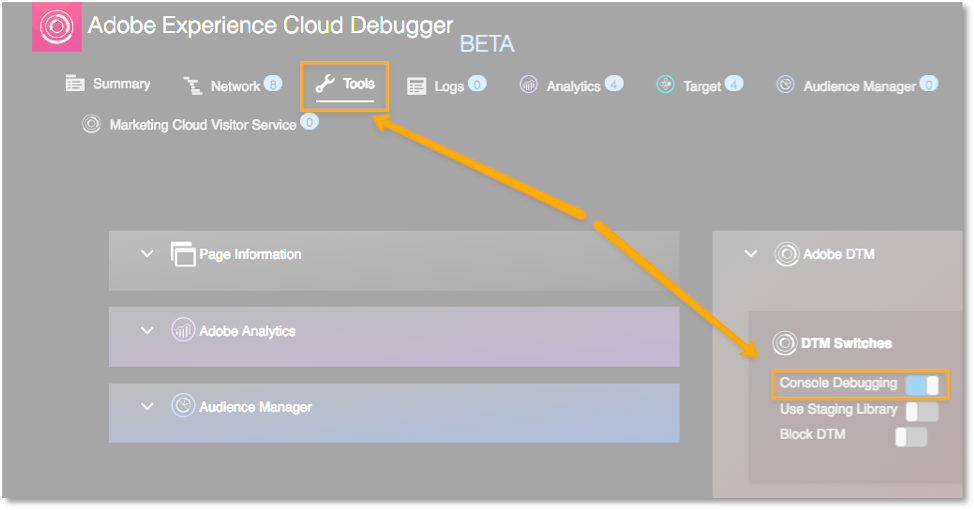 Adobe Experience Cloud Debugger
BETA
Summary
Network 8
Tools
Logs 0
Analytics 4
Target 4
Audience Manager 0
Marketing Cloud Visitor Service 0
Page Information
Adobe Analytics
Audience Manager
Adobe DTM
DTM Switches
Console Debugging
Use Staging Library
Block DTM